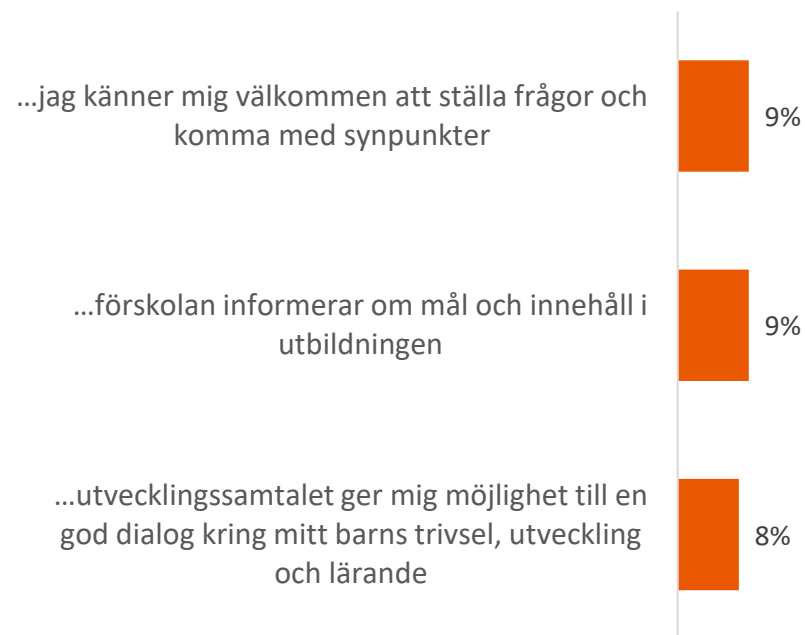 ...jag känner mig välkommen att ställa frågor och
komma med synpunkter
9%
...förskolan informerar om mål och innehåll i
utbildningen
9%
...utvecklingssamtalet ger mig möjlighet till en
god dialog kring mitt barns trivsel, utveckling
och lärande
8%